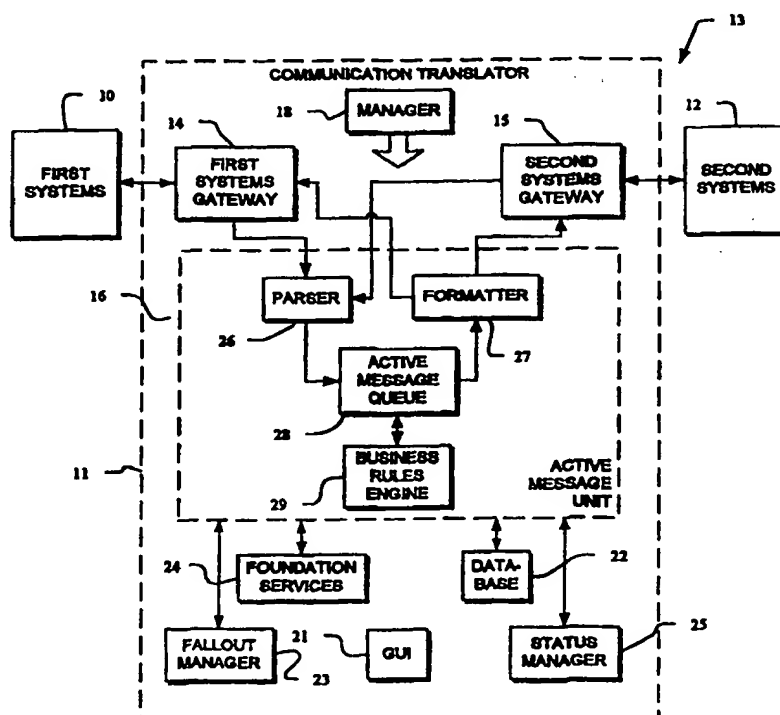 13
COMMUNICATION TRANSLATOR
10
14
18
MANAGER
15
12
FIRST
SYSTEMS
FIRST
SYSTEMS
GATEWAY
SECOND
SYSTEMS
GATEWAY
SECOND
SYSTEMS
16
PARSER
FORMATTER
26
27
ACTIVE
MESSAGE
QUEUE
28
11
BUSINESS
RULES
ENGINE
29
ACTIVE
MESSAGE
UNIT
24
FOUNDATION
SERVICES
DATA-
BASE
22
FALLOUT
MANAGER
23
21
GUI
STATUS
MANAGER
25